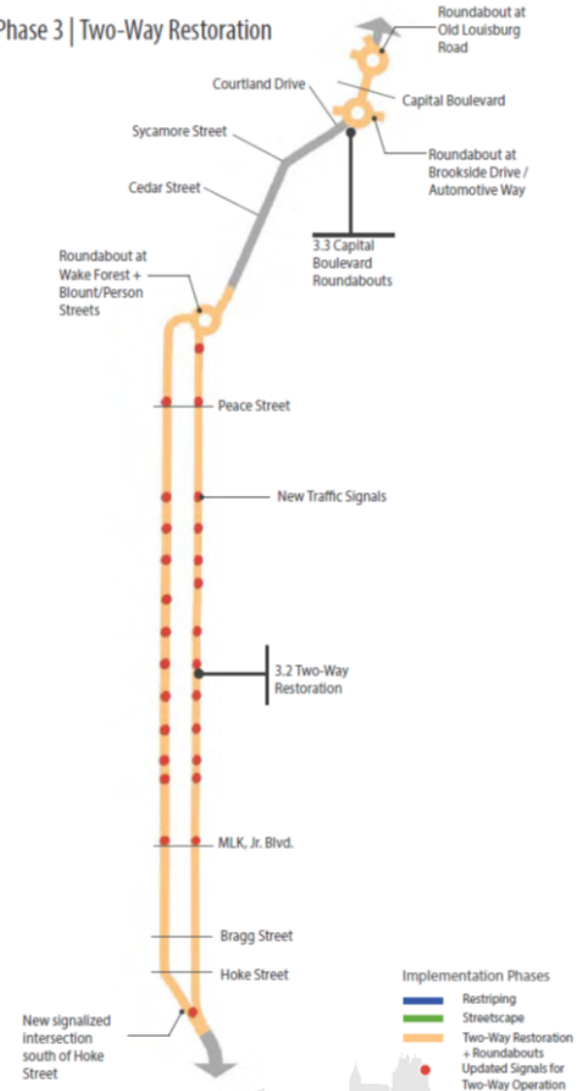 Phase 3 | Two-Way Restoration
Roundabout at
Old Louisburg
Road
Courtland Drive
Capital Boulevard
Sycamore Street
Roundabout at
Brookside Drive /
Automotive Way
Cedar Street
3.3 Capital
Boulevard
Roundabouts
Roundabout at
Wake Forest +
Blount/Person
Streets
Peace Street
New Traffic Signals
3.2 Two-Way
Restoration
MLK, Jr. Blvd.
Bragg Street
Hoke Street
New signalized
intersection
south of Hoke
Street
Implementation Phases
Restriping
Streetscape
Two-Way Restoration
+ Roundabouts
Updated Signals for
Two-Way Operation